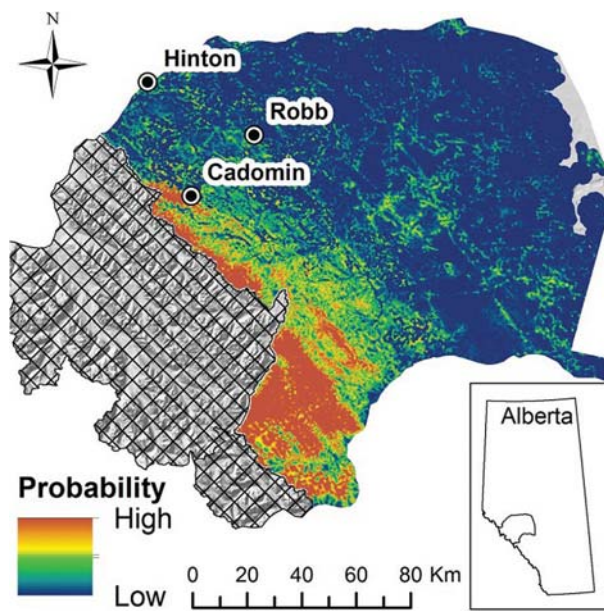 N
Hinton
Robb
Cadomin
Alberta
Probability
High
Low
0 20 40 60 80 Km